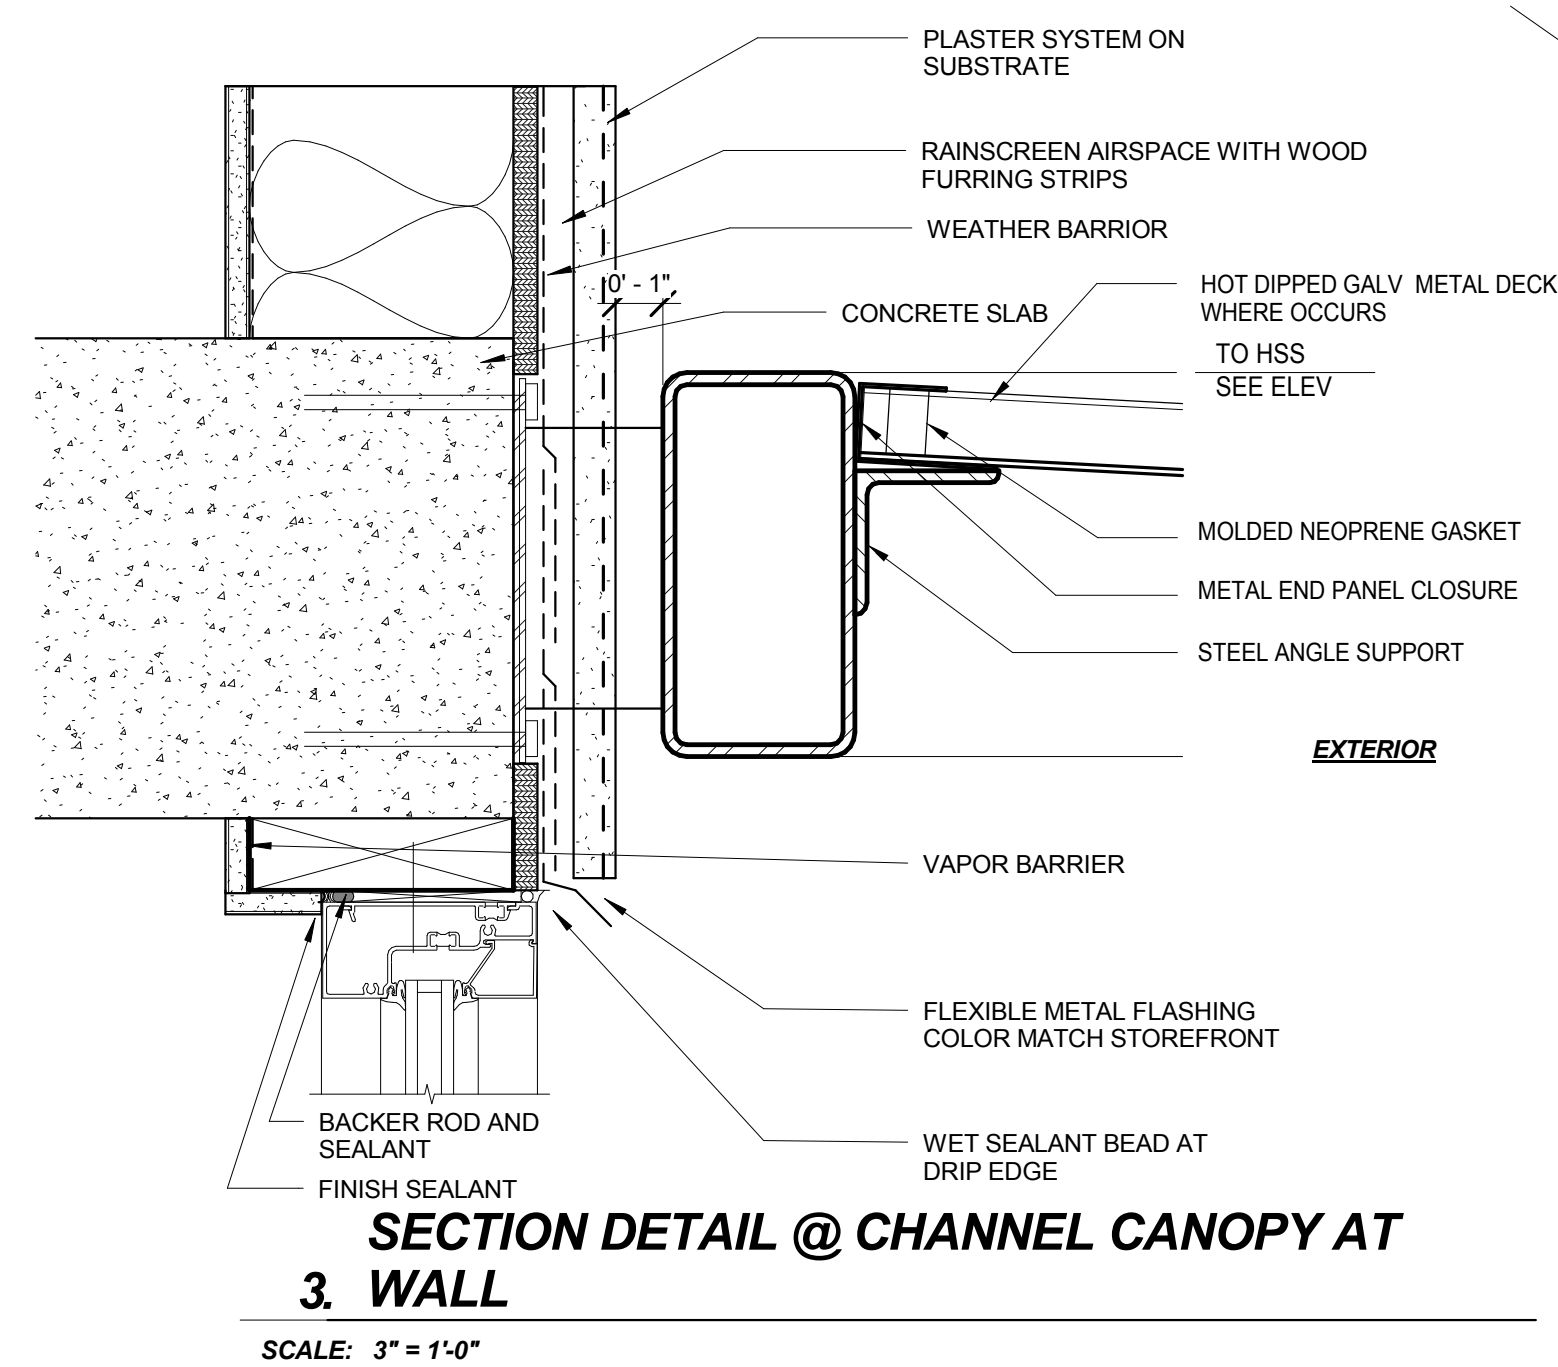 PLASTER SYSTEM ON
SUBSTRATE
RAINSCREEN AIRSPACE WITH WOOD
FURRING STRIPS
WEATHER BARRIOR
0' - 1"
CONCRETE SLAB
HOT DIPPED GALV METAL DECK
WHERE OCCURS
TO HSS
SEE ELEV
MOLDED NEOPRENE GASKET
METAL END PANEL CLOSURE
STEEL ANGLE SUPPORT
EXTERIOR
VAPOR BARRIER
FLEXIBLE METAL FLASHING
COLOR MATCH STOREFRONT
BACKER ROD AND
SEALANT
WET SEALANT BEAD AT
DRIP EDGE
FINISH SEALANT
SECTION DETAIL @ CHANNEL CANOPY AT
3. WALL
SCALE: 3" = 1'-0"